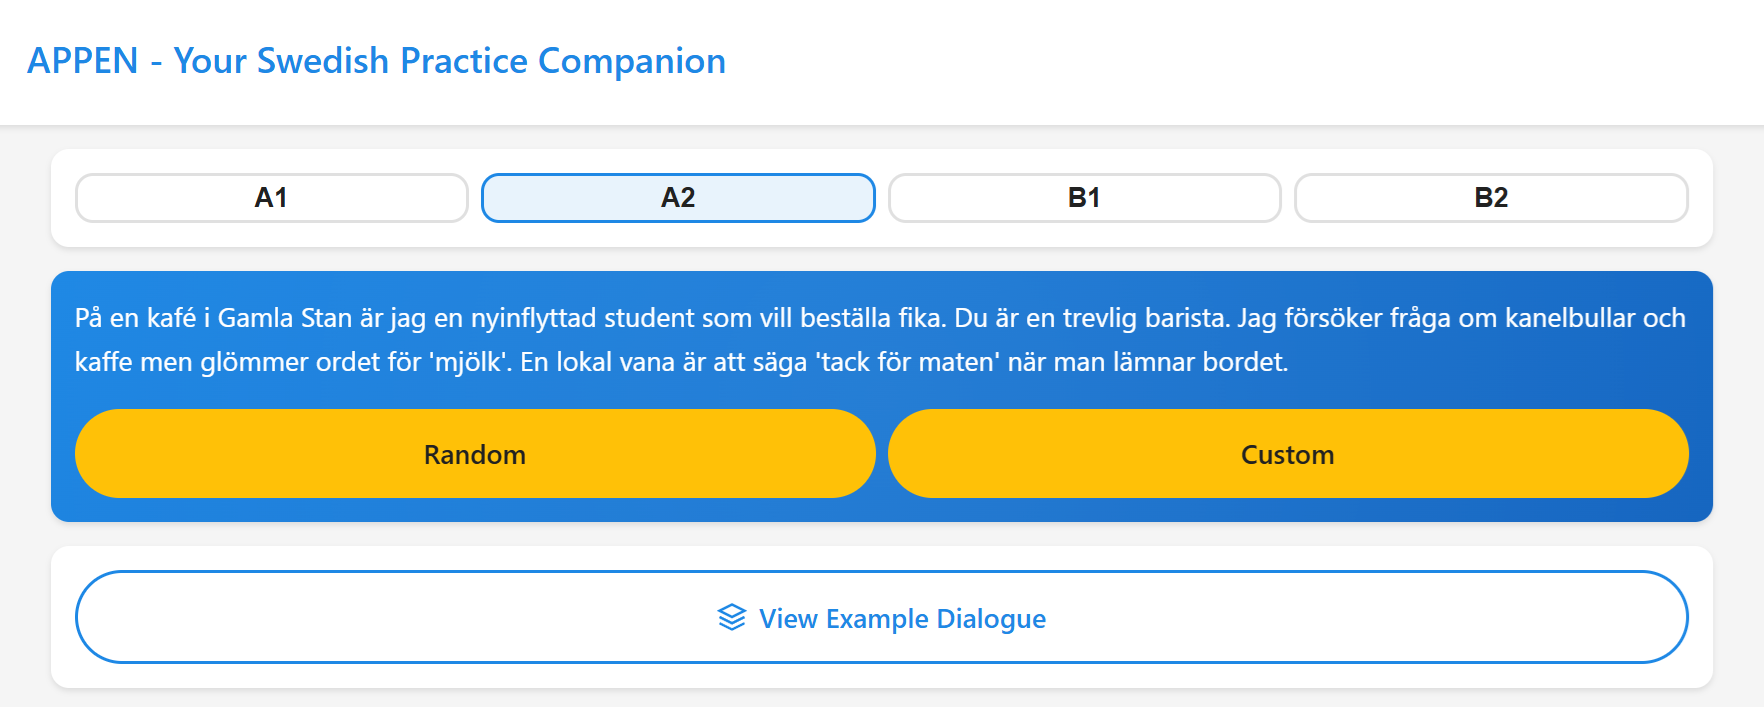 APPEN - Your Swedish Practice Companion
A1
A2
B1
B2
På en kafé i Gamla Stan är jag en nyinflyttad student som vill beställa fika. Du är en trevlig barista. Jag försöker fråga om kanelbullar och
kaffe men glömmer ordet för 'mjölk'. En lokal vana är att säga 'tack för maten' när man lämnar bordet.
Random
Custom
View Example Dialogue